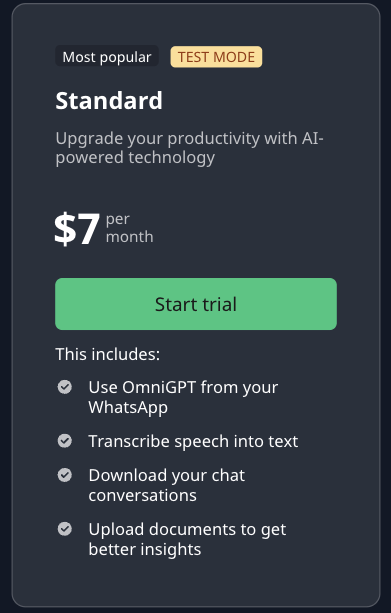 Most popular TEST MODE
Standard
Upgrade your productivity with AI-
powered technology
$7 per
month
Start trial
This includes:
Use OmniGPT from your
WhatsApp
Transcribe speech into text
Download your chat
conversations
Upload documents to get
better insights